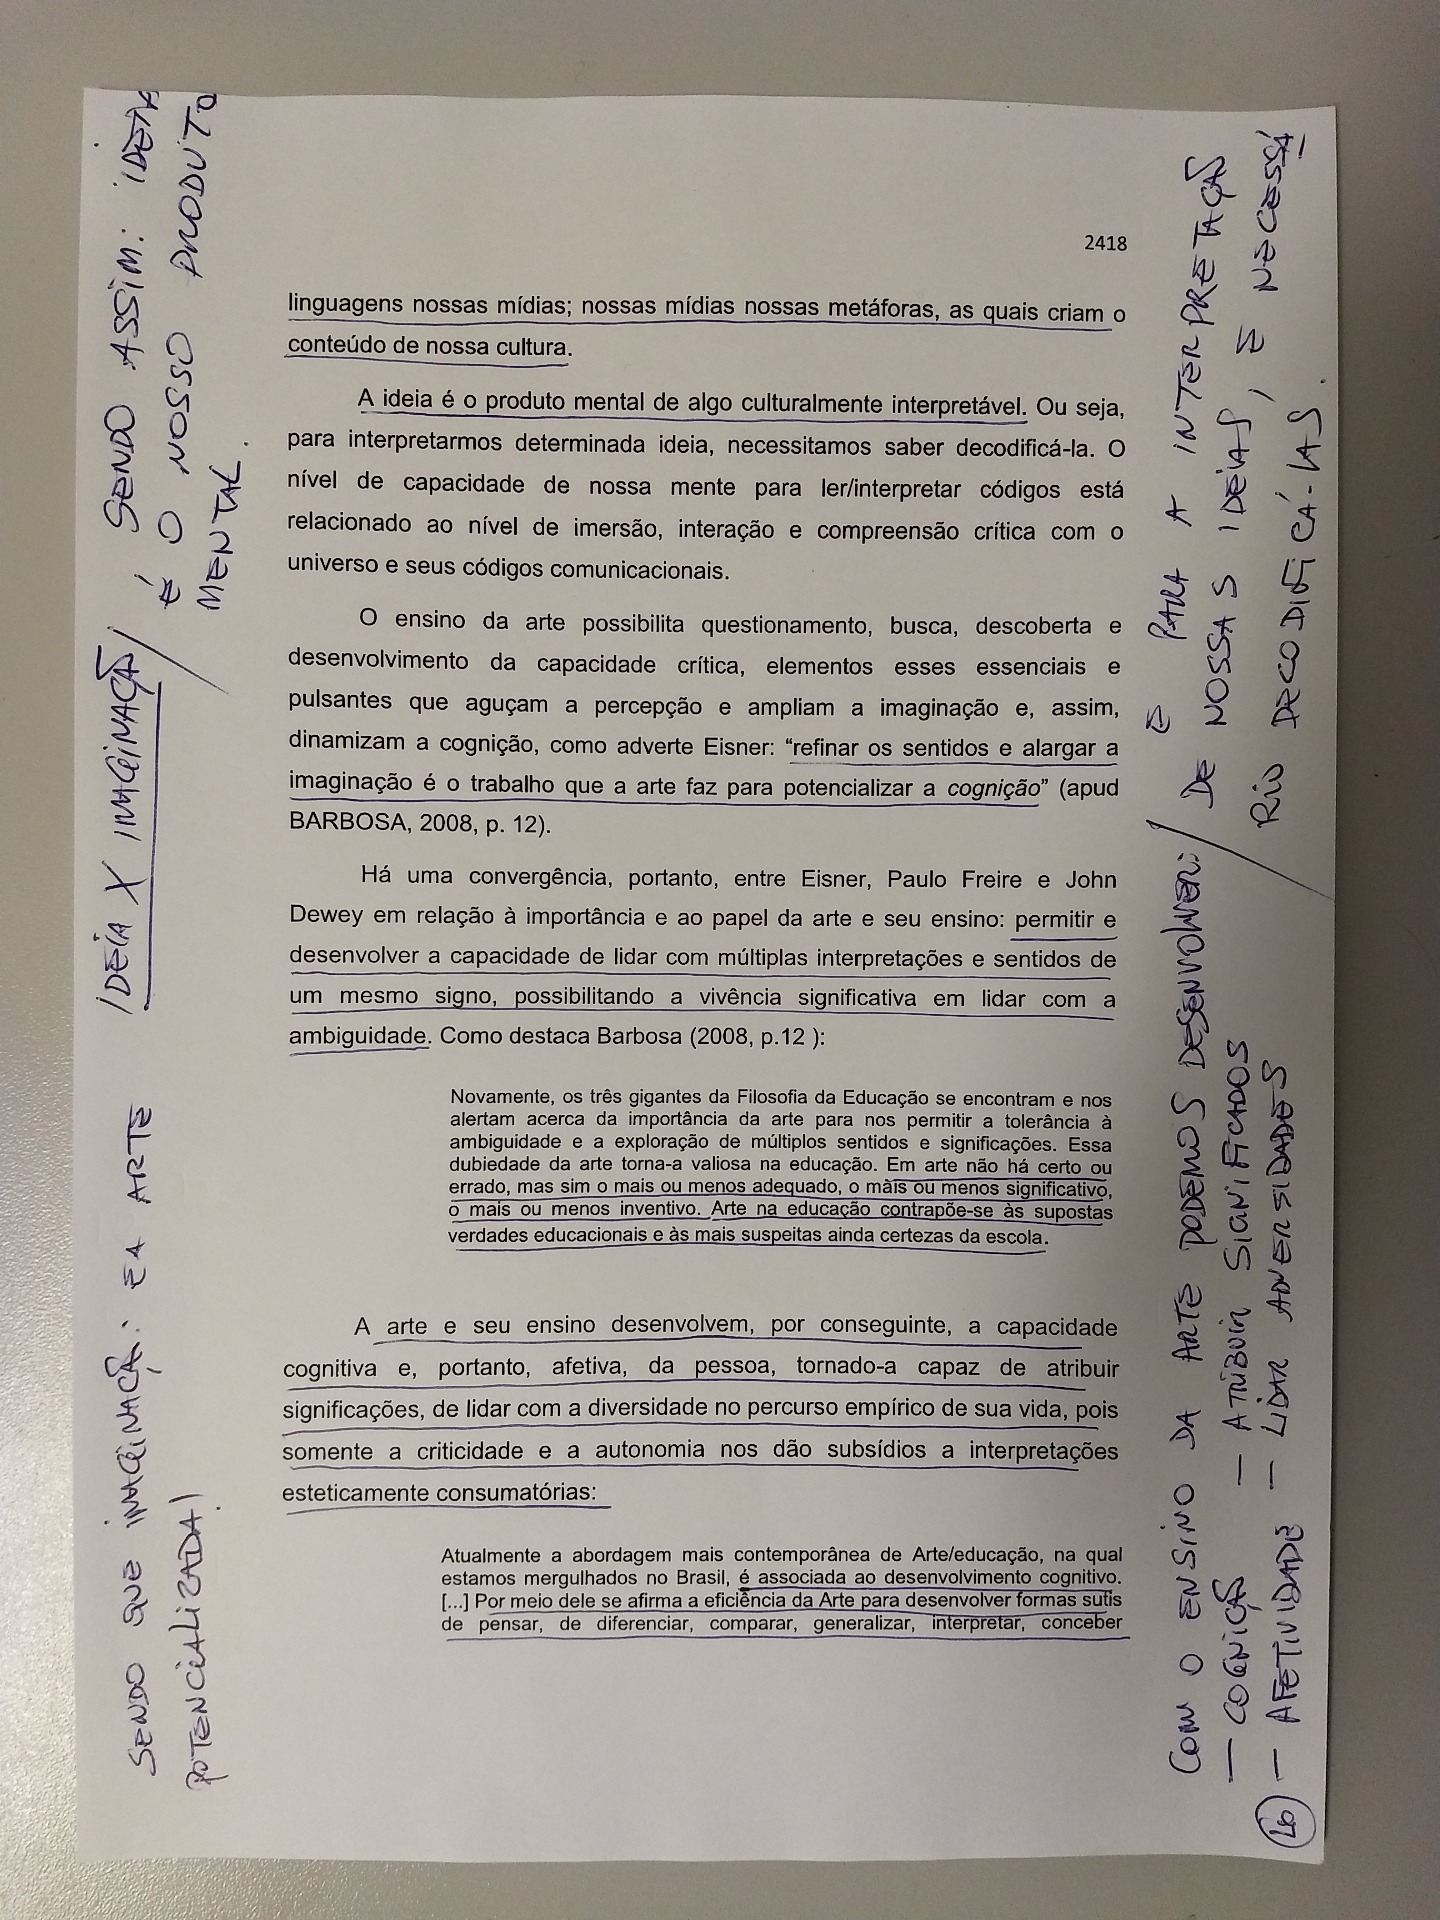 2418
linguagens nossas mídias; nossas mídias nossas metáforas, as quais criam o
conteúdo de nossa cultura.
A ideia é o produto mental de algo culturalmente interpretável. Ou seja,
para interpretarmos determinada ideia, necessitamos saber decodificá-la. O
nível de capacidade de nossa mente para ler/interpretar códigos está
relacionado ao nível de imersão, interação e compreensão crítica com o
universo e seus códigos comunicacionais.
O ensino da arte possibilita questionamento, busca, descoberta e
desenvolvimento da capacidade crítica, elementos esses essenciais e
pulsantes que aguçam a percepção e ampliam a imaginação e, assim,
dinamizam a cognição, como adverte Eisner: “refinar os sentidos e alargar a
imaginação é o trabalho que a arte faz para potencializar a cognição” (apud
BARBOSA, 2008, p. 12).
Há uma convergência, portanto, entre Eisner, Paulo Freire e John
Dewey em relação à importância e ao papel da arte e seu ensino: permitir e
desenvolver a capacidade de lidar com múltiplas interpretações e sentidos de
um mesmo signo, possibilitando a vivência significativa em lidar com a
ambiguidade. Como destaca Barbosa (2008, p.12 ):
Novamente, os três gigantes da Filosofia da Educação se encontram e nos
alertam acerca da importância da arte para nos permitir a tolerância à
ambiguidade e a exploração de múltiplos sentidos e significações. Essa
dubiedade da arte torna-a valiosa na educação. Em arte não há certo ou
errado, mas sim o mais ou menos adequado, o mais ou menos significativo,
o mais ou menos inventivo. Arte na educação contrapõe-se às supostas
verdades educacionais e às mais suspeitas ainda certezas da escola.
A arte e seu ensino desenvolvem, por conseguinte, a capacidade
cognitiva e, portanto, afetiva, da pessoa, tornado-a capaz de atribuir
significações, de lidar com a diversidade no percurso empírico de sua vida, pois
somente a criticidade e a autonomia nos dão subsídios a interpretações
esteticamente consumatórias:
Atualmente a abordagem mais contemporânea de Arte/educação, na qual
estamos mergulhados no Brasil, é associada ao desenvolvimento cognitivo.
[...] Por meio dele se afirma a eficiência da Arte para desenvolver formas sutis
de pensar, de diferenciar, comparar, generalizar, interpretar, conceber
IDEIA X IMAGINAÇÃO
SENDO ASSIM: IDEIA
É O NOSSO PRODUTO
MENTAL.
SENDO QUE IMAGINAÇÃO: E A ARTE
POTENCIALIZADA!
COM O ENSINO DA ARTE PODEMOS DESENVOLVER:
— COGNIÇÃO — ATRIBUIR SIGNIFICADOS
— AFETIVIDADE — LIDAR ADVERSIDADES
E PARA A INTERPRETAÇÃO
DE NOSSAS IDEIAS, E NECESSÁ
RIO DECODIFICÁ-LAS.